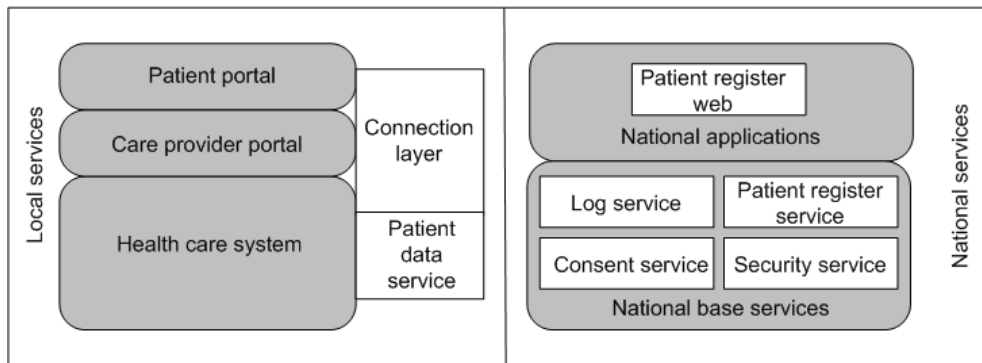 Local services
Patient portal
Care provider portal
Health care system
Connection
layer
Patient
data
service
Patient register
web
National applications
Log service
Patient register
service
Consent service
Security service
National base services
National services